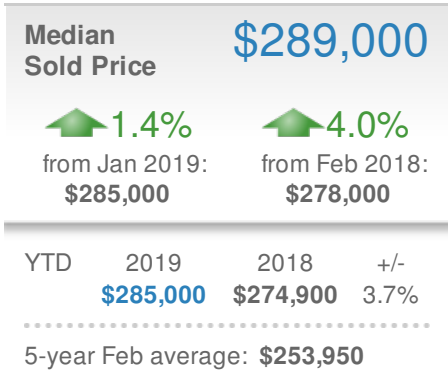 Median
Sold Price
$289,000
1.4%
from Jan 2019:
$285,000
4.0%
from Feb 2018:
$278,000
YTD 2019 2018 +/-
$285,000 $274,900 3.7%
5-year Feb average: $253,950